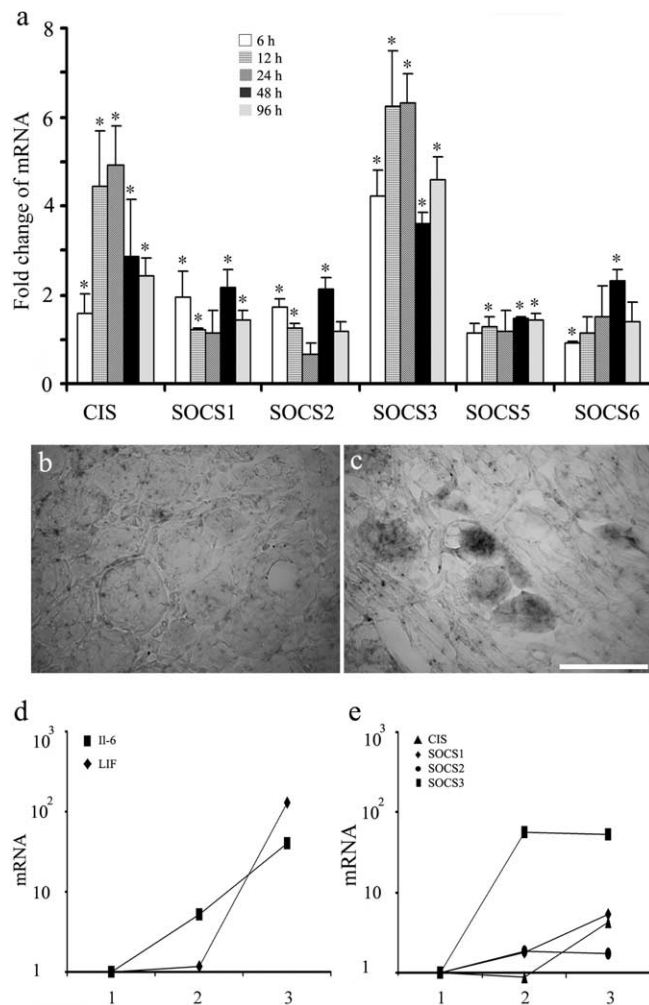 a
8
6
4
2
0
Fold change of mRNA
6 h
12 h
24 h
48 h
96 h
* * * * *
* * * *
* * *
* * * * *
* * *
* *
CIS SOCS1 SOCS2 SOCS3 SOCS5 SOCS6
b
c
d
10³
10²
10
1
mRNA
Il-6
LIF
1 2 3
e
10³
10²
10
1
mRNA
CIS
SOCS1
SOCS2
SOCS3
1 2 3